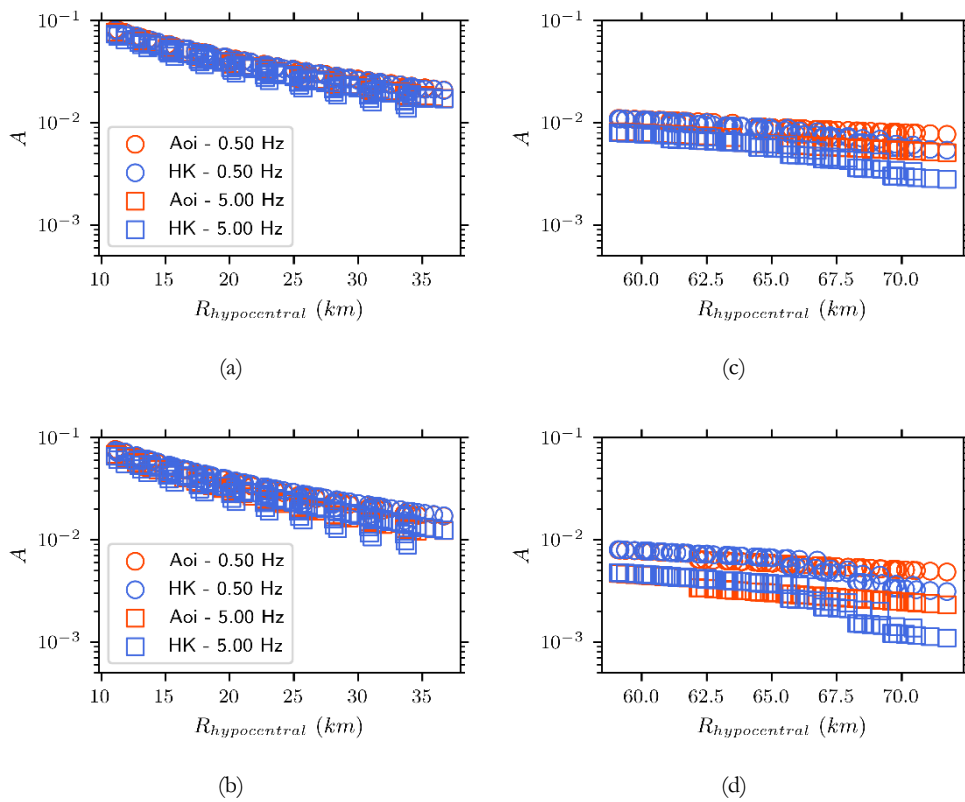 10⁻¹
10⁻²
10⁻³
A
Aoi - 0.50 Hz
HK - 0.50 Hz
Aoi - 5.00 Hz
HK - 5.00 Hz
10 15 20 25 30 35
R_hypocentral (km)
(a)
10⁻¹
10⁻²
10⁻³
A
60.0 62.5 65.0 67.5 70.0
R_hypocentral (km)
(c)
10⁻¹
10⁻²
10⁻³
A
Aoi - 0.50 Hz
HK - 0.50 Hz
Aoi - 5.00 Hz
HK - 5.00 Hz
10 15 20 25 30 35
R_hypocentral (km)
(b)
10⁻¹
10⁻²
10⁻³
A
60.0 62.5 65.0 67.5 70.0
R_hypocentral (km)
(d)